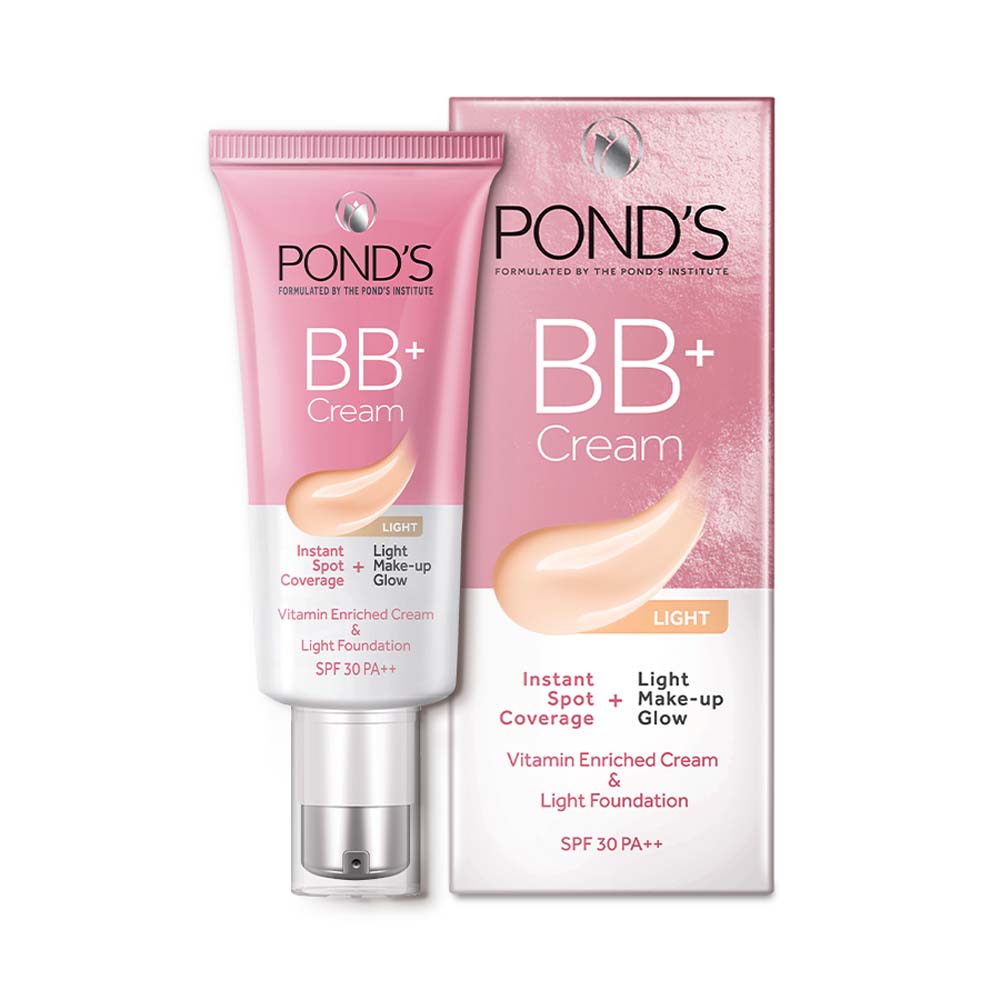 POND'S
FORMULATED BY THE POND'S INSTITUTE
BB+
Cream
LIGHT
Instant
Spot
Coverage
+
Light
Make-up
Glow
Vitamin Enriched Cream
&
Light Foundation
SPF 30 PA++
POND'S
FORMULATED BY THE POND'S INSTITUTE
BB+
Cream
LIGHT
Instant
Spot
Coverage
+
Light
Make-up
Glow
Vitamin Enriched Cream
&
Light Foundation
SPF 30 PA++